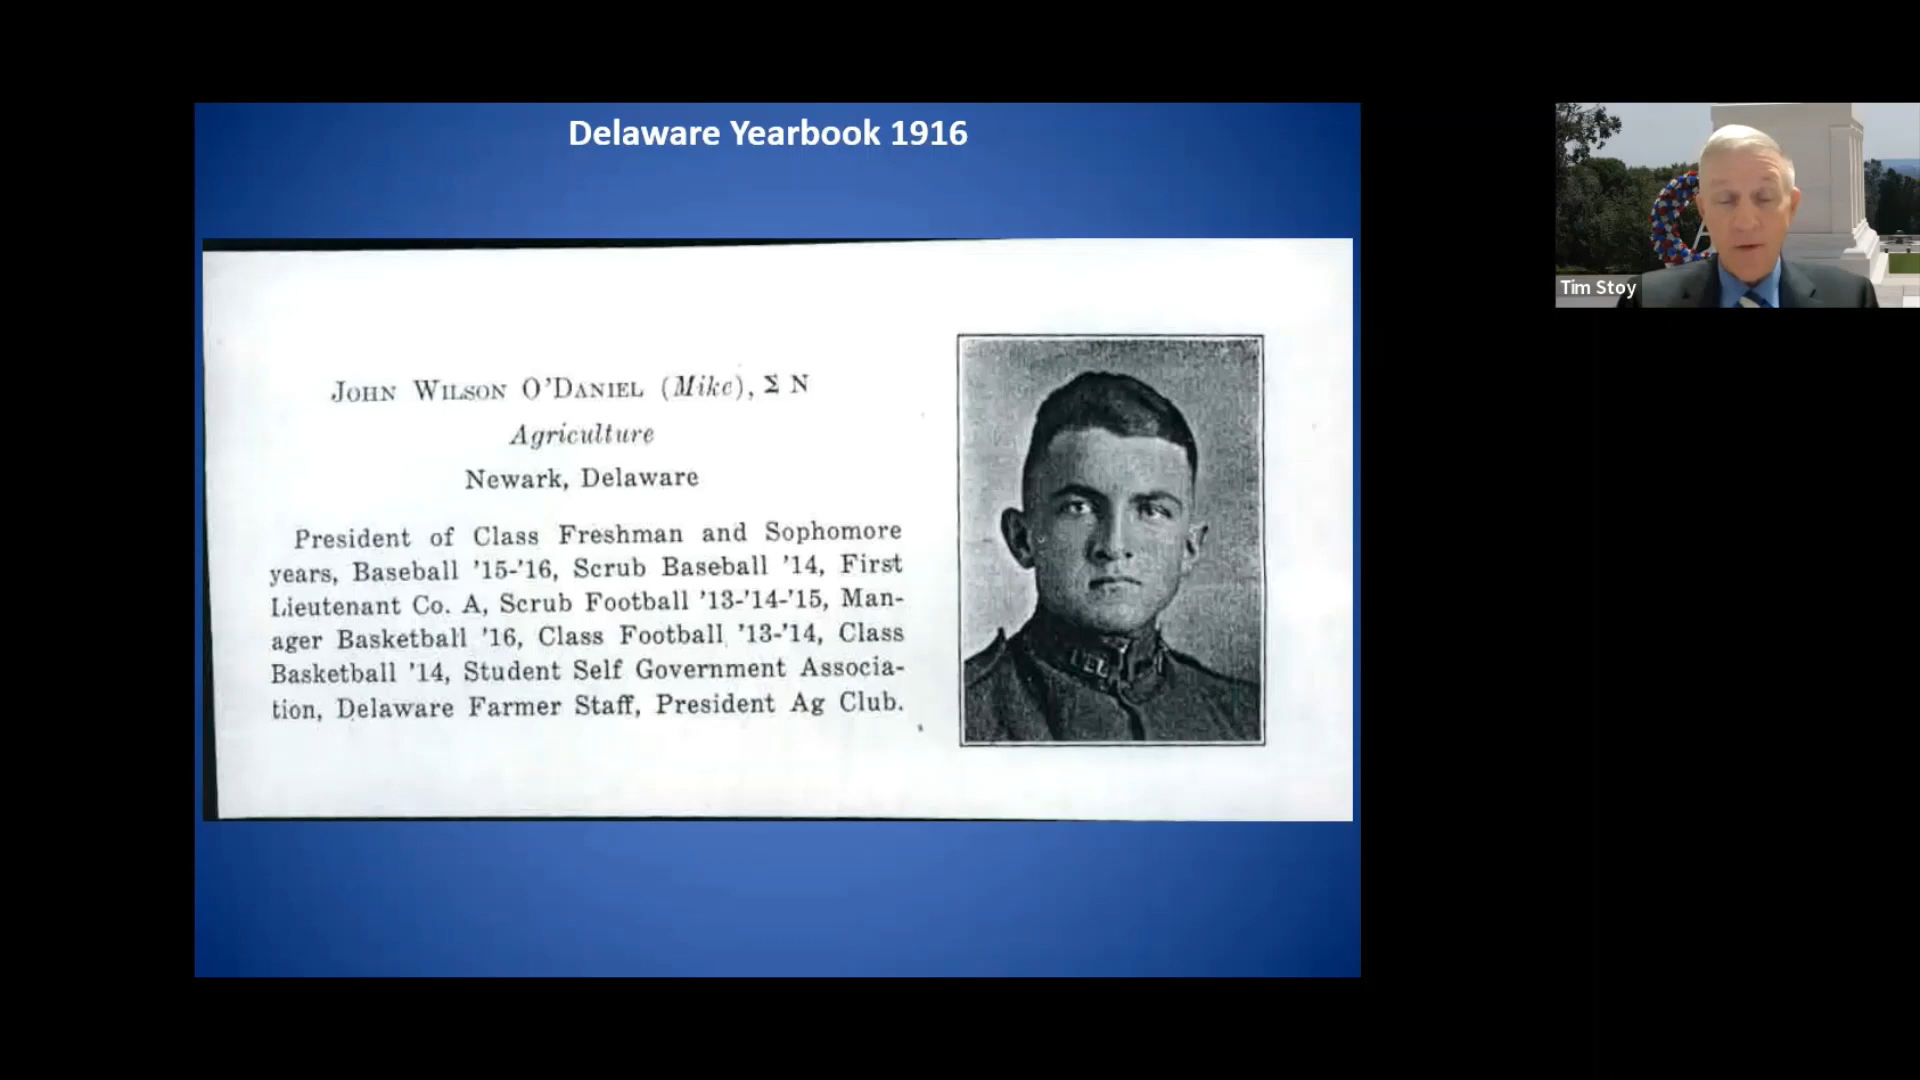 Delaware Yearbook 1916
JOHN WILSON O'DANIEL (Mike), Σ N
Agriculture
Newark, Delaware
President of Class Freshman and Sophomore
years, Baseball '15-'16, Scrub Baseball '14, First
Lieutenant Co. A, Scrub Football '13-'14-'15, Man-
ager Basketball '16, Class Football '13-'14, Class
Basketball '14, Student Self Government Associa-
tion, Delaware Farmer Staff, President Ag Club.
Tim Stoy